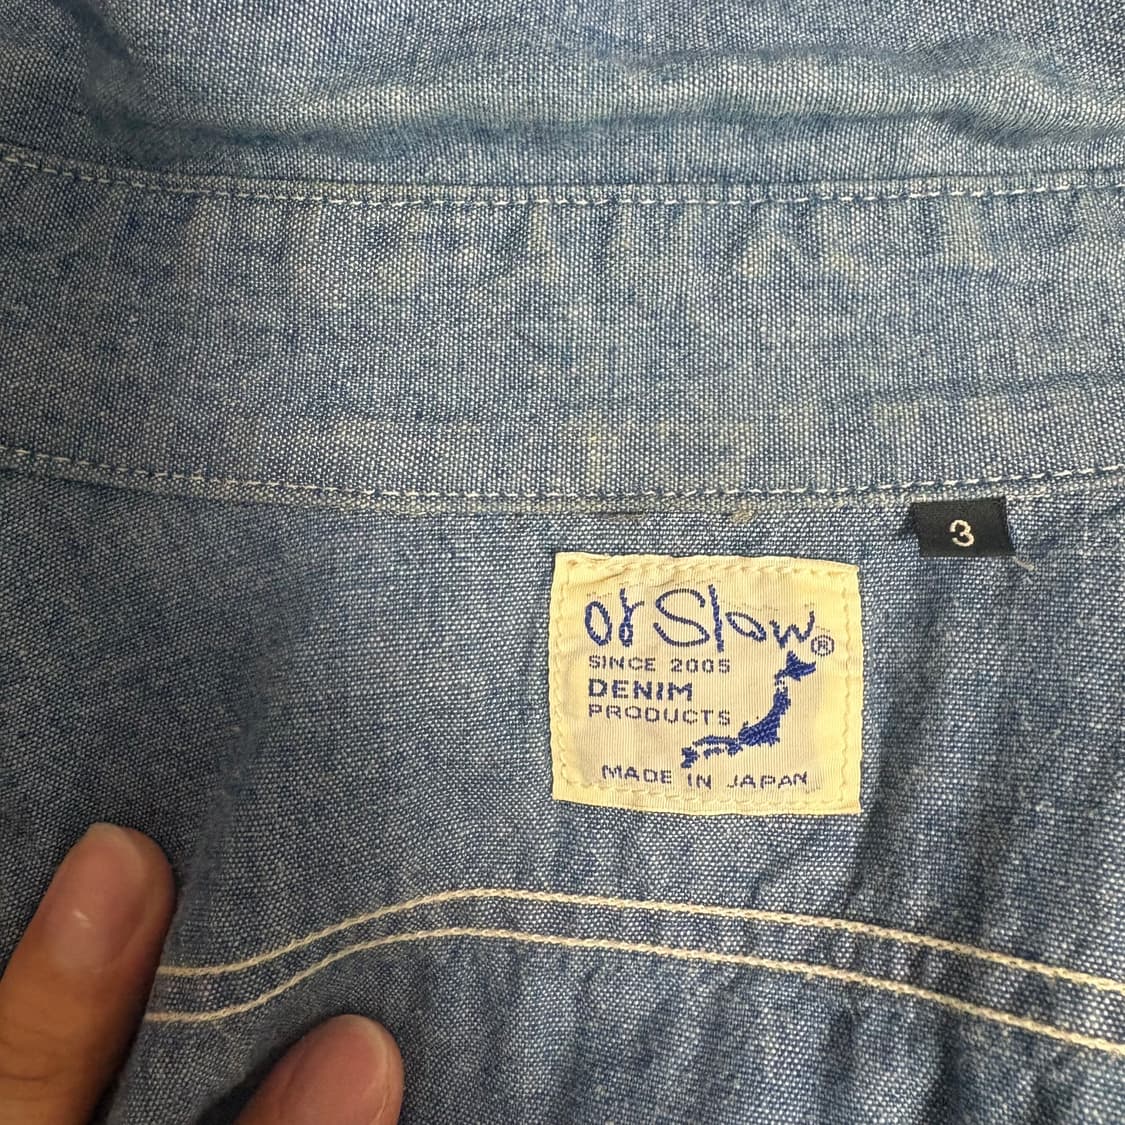 3
orSlow®
SINCE 2005
DENIM
PRODUCTS
MADE IN JAPAN